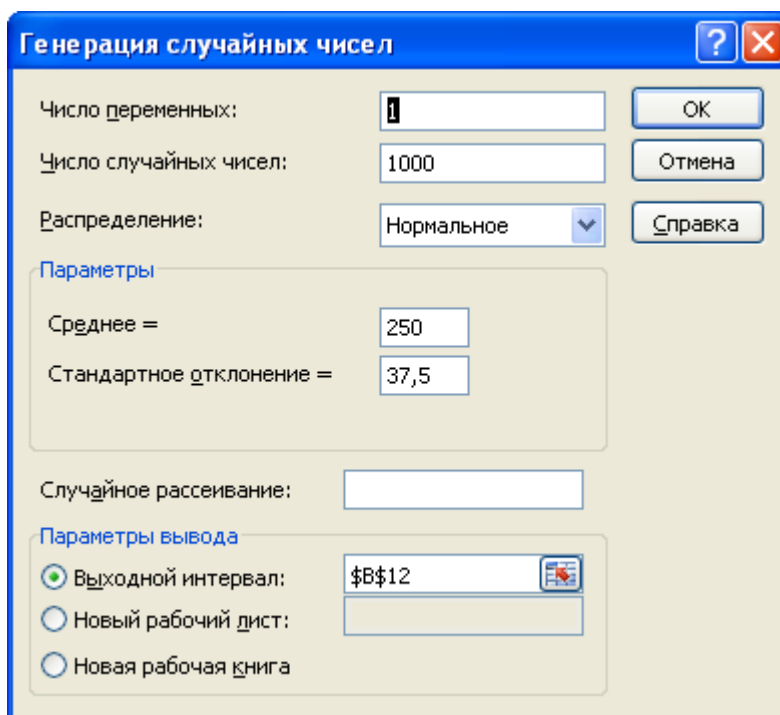 Генерация случайных чисел
Число переменных: 1 ОК
Число случайных чисел: 1000 Отмена
Распределение: Нормальное Справка
Параметры
Среднее = 250
Стандартное отклонение = 37,5
Случайное рассеивание:
Параметры вывода
Выходной интервал: $B$12
Новый рабочий лист:
Новая рабочая книга